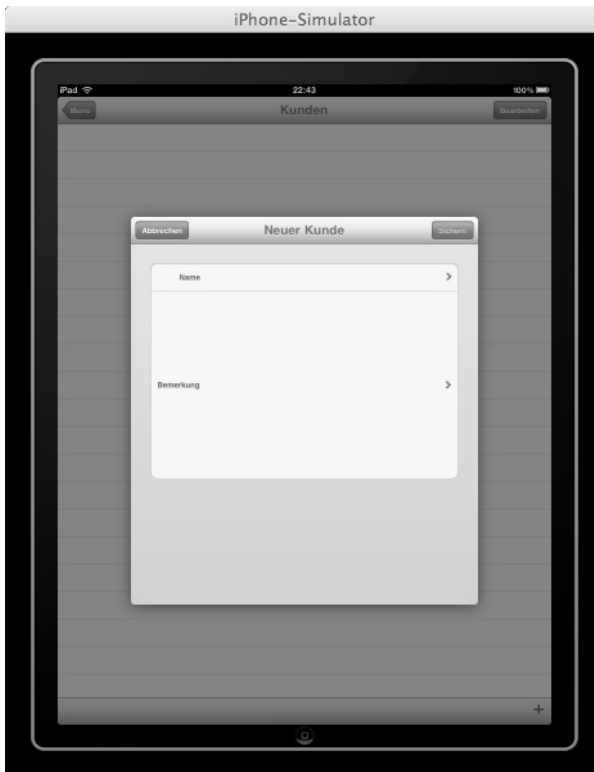 iPhone-Simulator
iPad 22:43 100%
Menu Kunden Bearbeiten
Abbrechen Neuer Kunde Sichern
Name
Bemerkung
+